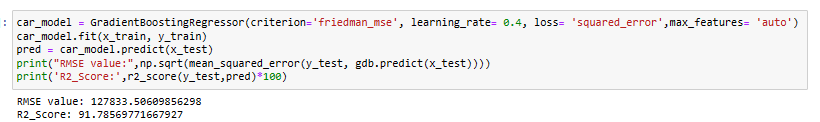 : car_model = GradientBoostingRegressor(criterion='friedman_mse', learning_rate= 0.4, loss= 'squared_error',max_features= 'auto')
car_model.fit(x_train, y_train)
pred = car_model.predict(x_test)
print("RMSE value:",np.sqrt(mean_squared_error(y_test, gdb.predict(x_test))))
print('R2_Score:',r2_score(y_test,pred)*100)
RMSE value: 127833.50609856298
R2_Score: 91.78569771667927